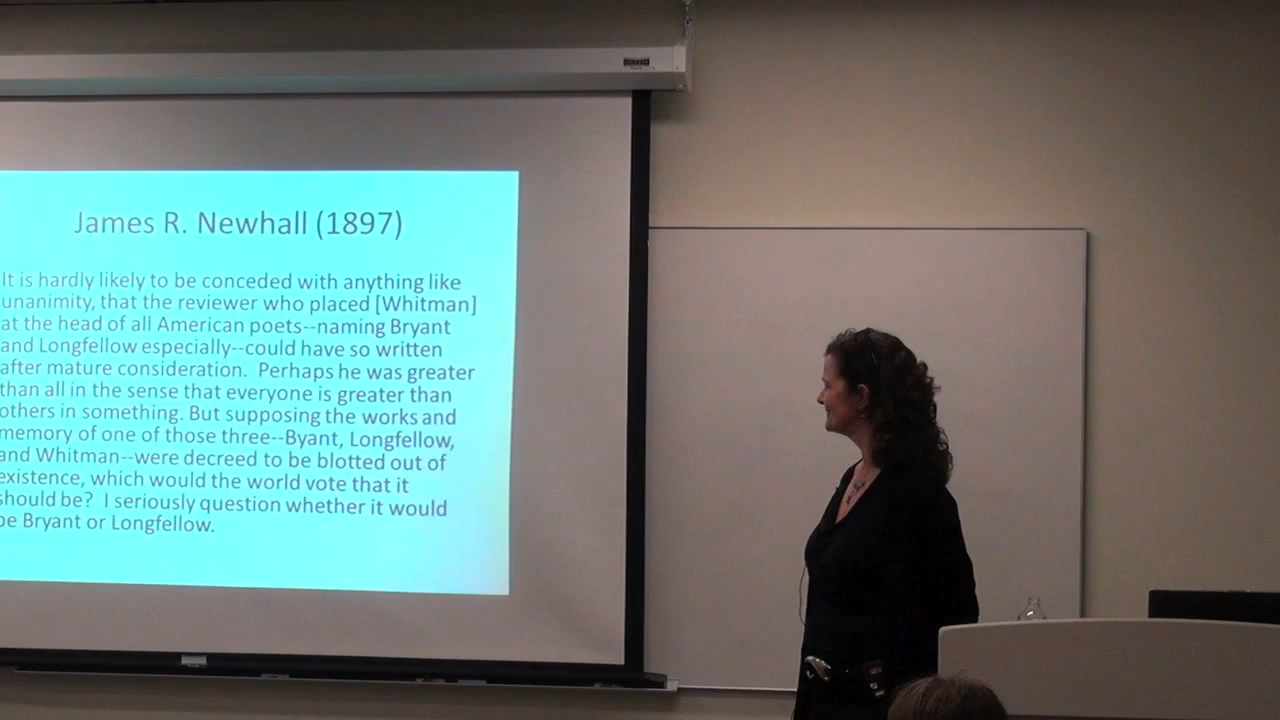 James R. Newhall (1897)
It is hardly likely to be conceded with anything like
unanimity, that the reviewer who placed [Whitman]
at the head of all American poets--naming Bryant
and Longfellow especially--could have so written
after mature consideration.  Perhaps he was greater
than all in the sense that everyone is greater than
others in something. But supposing the works and
memory of one of those three--Byant, Longfellow,
and Whitman--were decreed to be blotted out of
existence, which would the world vote that it
should be?  I seriously question whether it would
be Bryant or Longfellow.